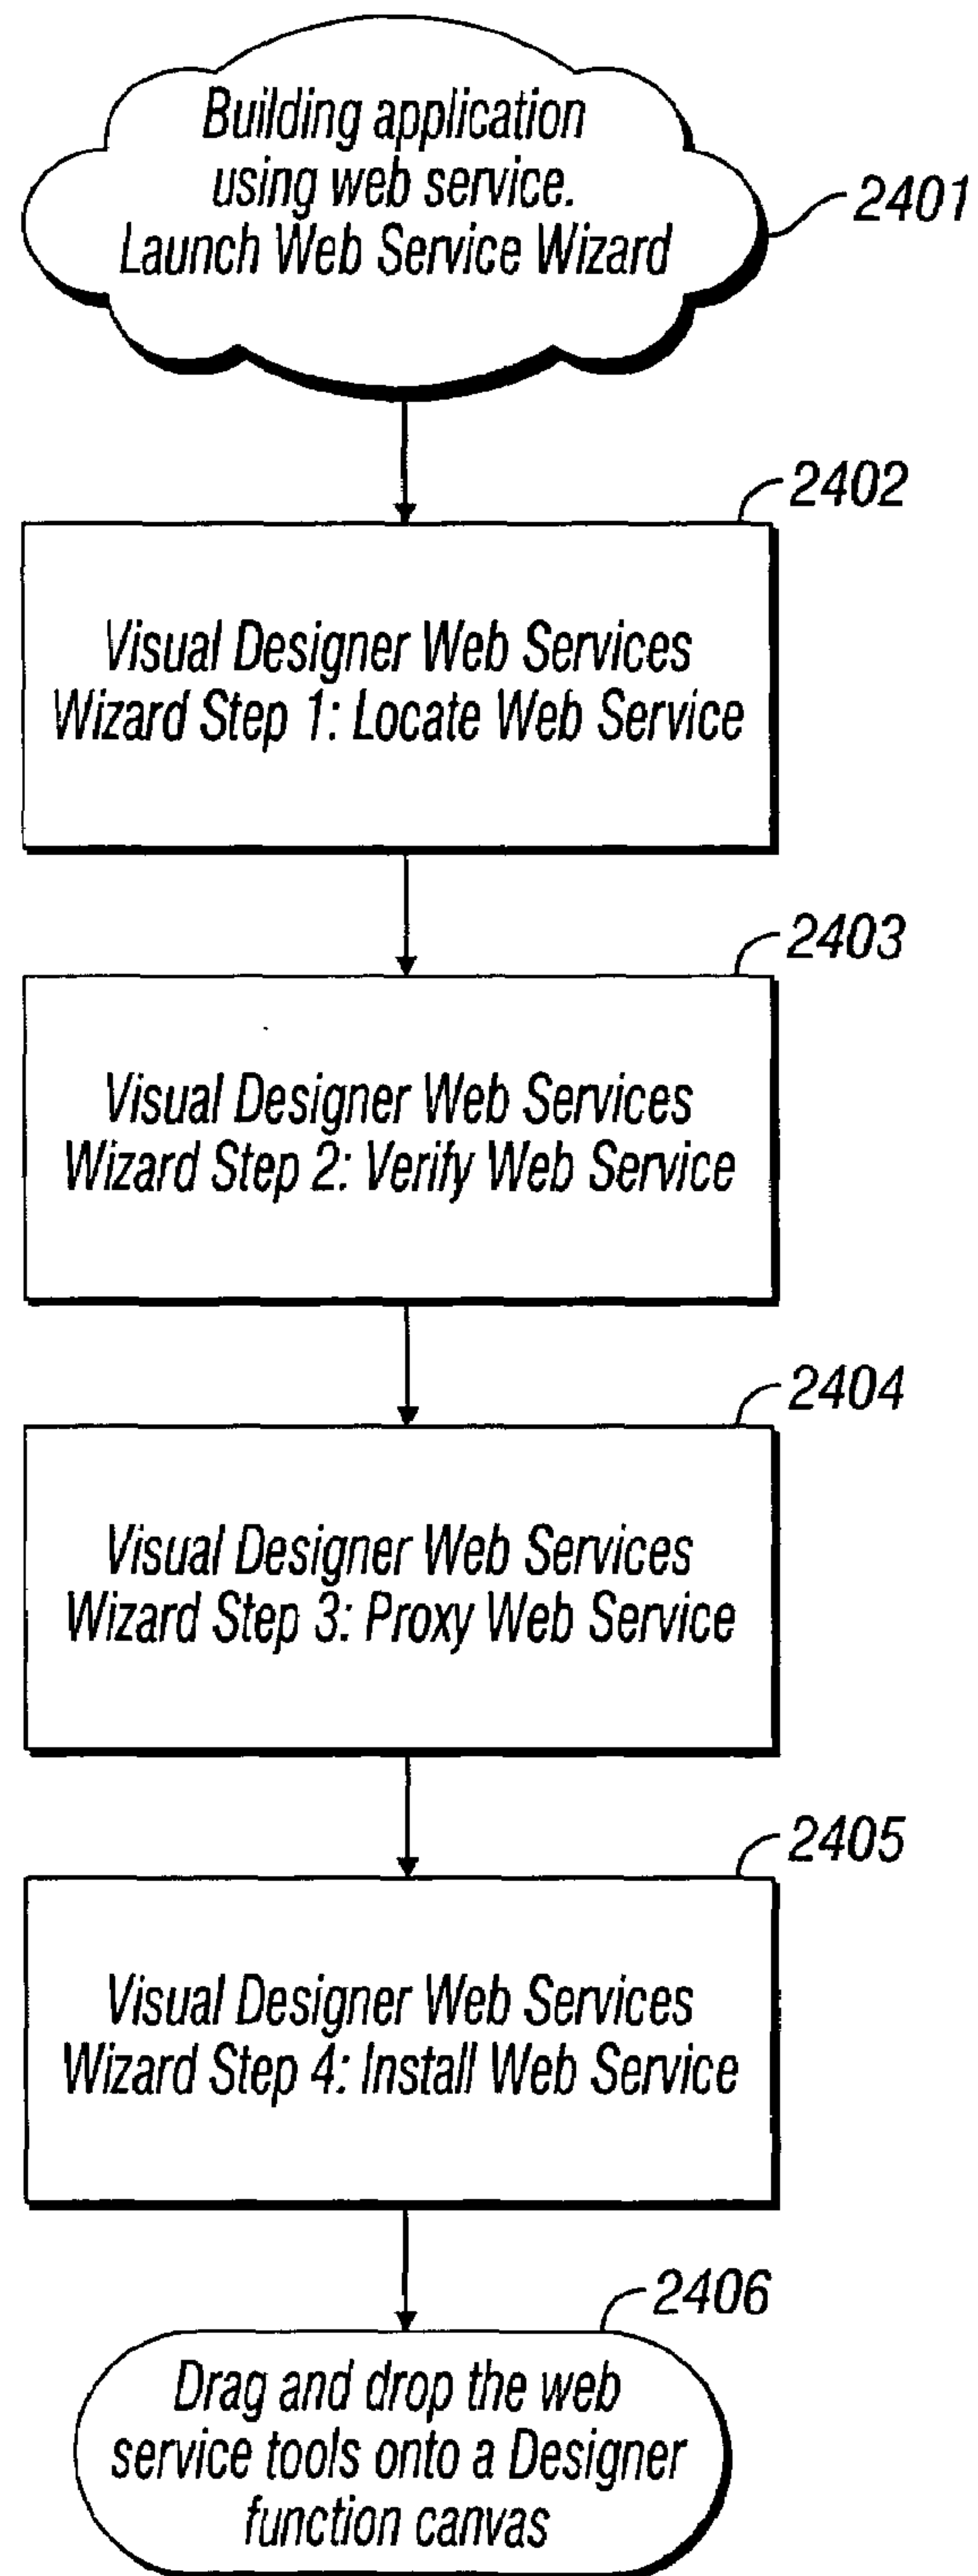 Building application
using web service.
Launch Web Service Wizard
2401
2402
Visual Designer Web Services
Wizard Step 1: Locate Web Service
2403
Visual Designer Web Services
Wizard Step 2: Verify Web Service
2404
Visual Designer Web Services
Wizard Step 3: Proxy Web Service
2405
Visual Designer Web Services
Wizard Step 4: Install Web Service
2406
Drag and drop the web
service tools onto a Designer
function canvas